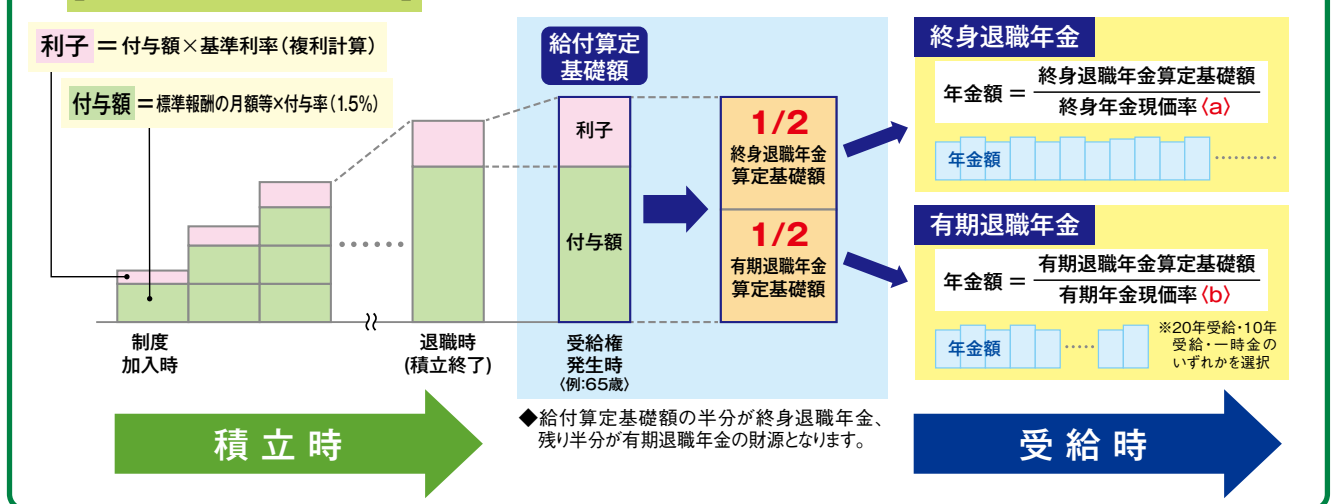 利子＝付与額×基準利率(複利計算)
付与額＝標準報酬の月額等×付与率(1.5%)
制度
加入時
退職時
(積立終了)
積立時
給付算定
基礎額
利子
付与額
受給権
発生時
〈例:65歳〉
1/2
終身退職年金
算定基礎額
1/2
有期退職年金
算定基礎額
◆給付算定基礎額の半分が終身退職年金、
残り半分が有期退職年金の財源となります。
終身退職年金
年金額＝
終身退職年金算定基礎額
終身年金現価率〈a〉
年金額
有期退職年金
年金額＝
有期退職年金算定基礎額
有期年金現価率〈b〉
年金額
※20年受給・10年
受給・一時金の
いずれかを選択
受給時